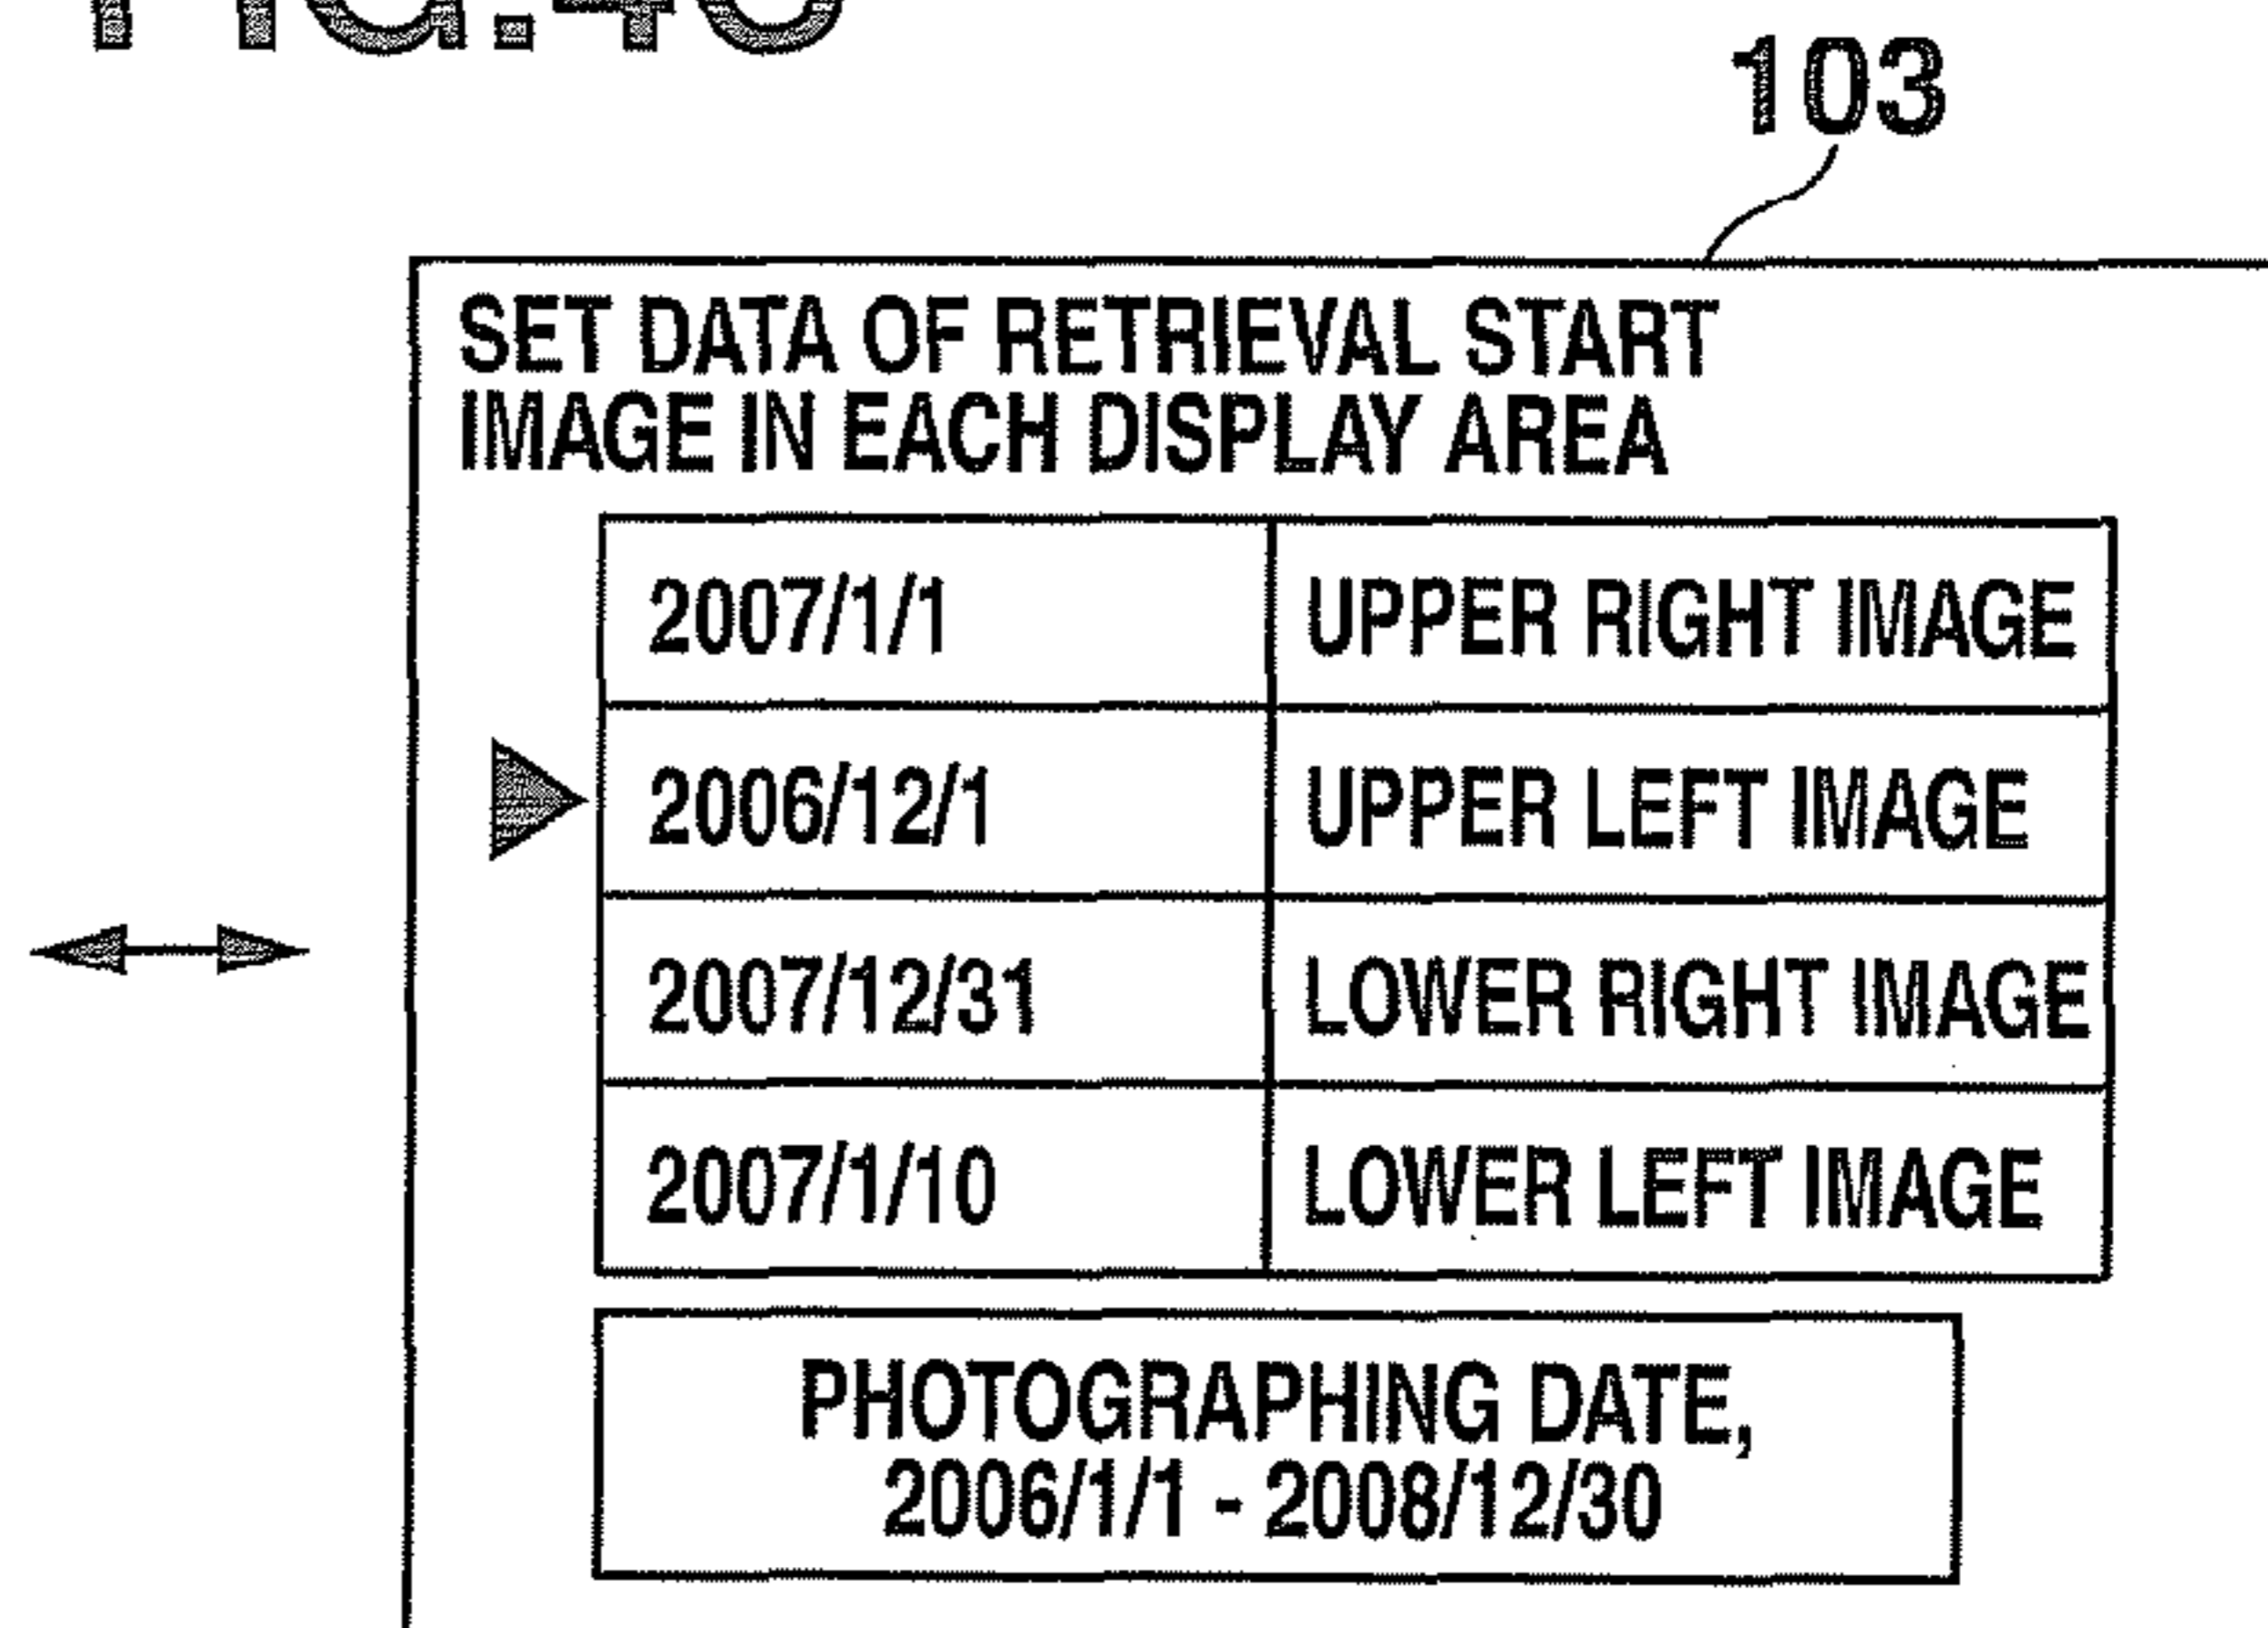 103
SET DATA OF RETRIEVAL START
IMAGE IN EACH DISPLAY AREA
2007/1/1 UPPER RIGHT IMAGE
2006/12/1 UPPER LEFT IMAGE
2007/12/31 LOWER RIGHT IMAGE
2007/1/10 LOWER LEFT IMAGE
PHOTOGRAPHING DATE,
2006/1/1 - 2008/12/30